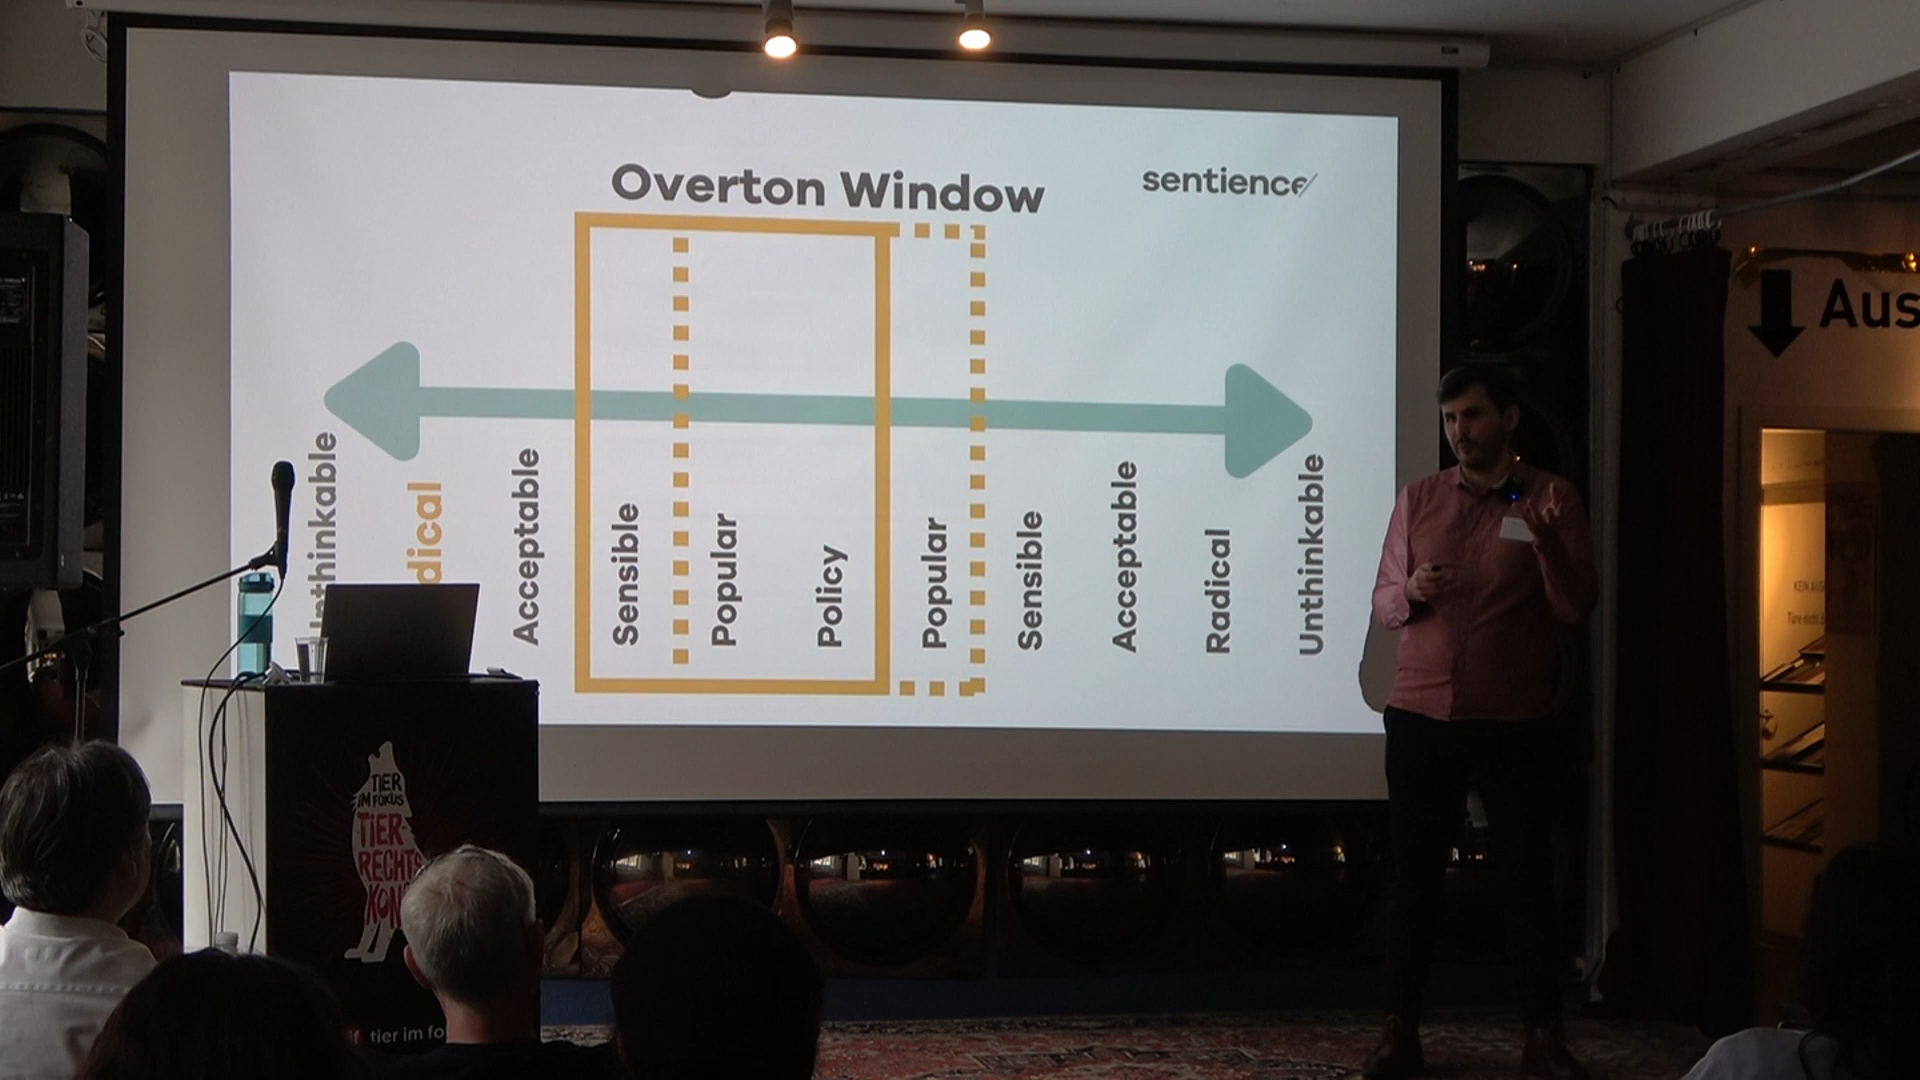 Overton Window
sentience/
Unthinkable
dical
Acceptable
Sensible
Popular
Policy
Popular
Sensible
Acceptable
Radical
Unthinkable
Aus
TIER
IM FOKUS
TIER-
RECHTS
KON
tif tier im fo